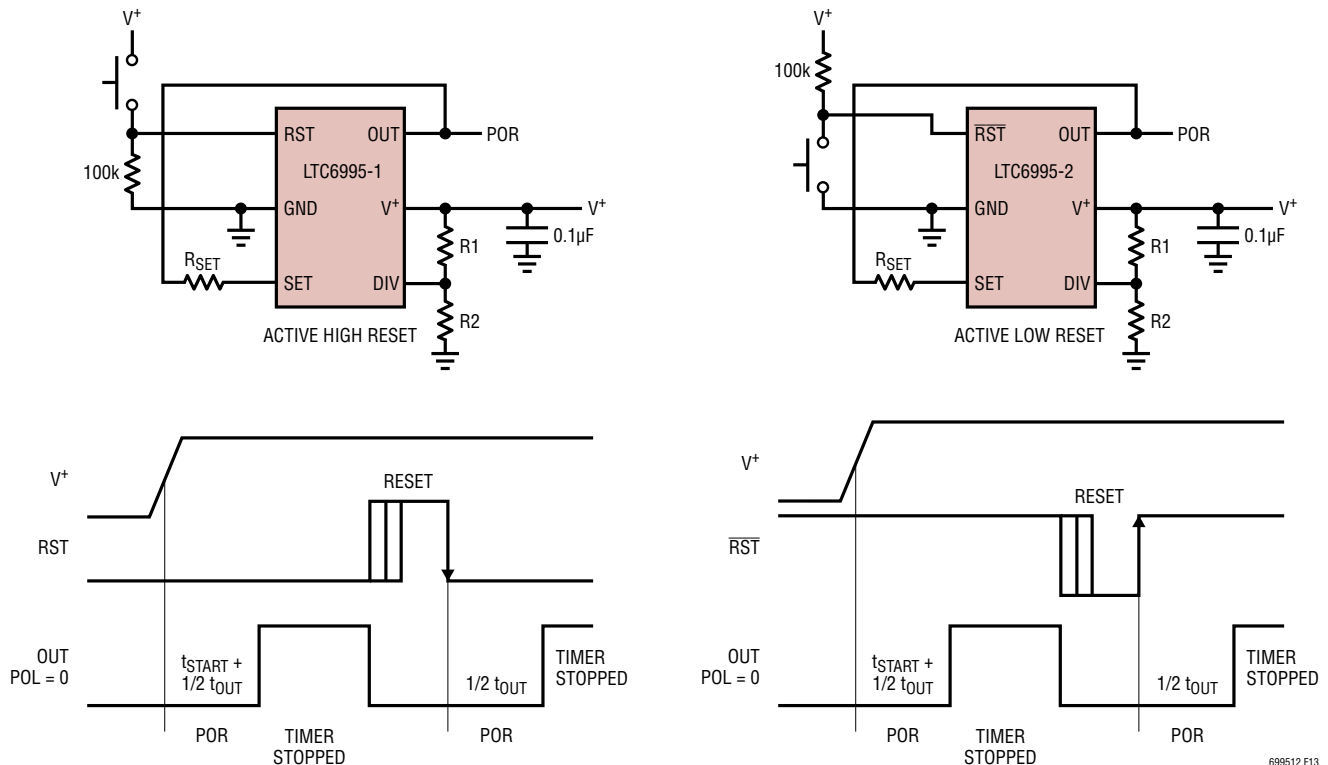 V+
100k
RST
OUT
POR
LTC6995-1
GND
V+
V+
R1
0.1µF
RSET
SET
DIV
R2
ACTIVE HIGH RESET
V+
100k
RST
OUT
POR
LTC6995-2
GND
V+
V+
R1
0.1µF
RSET
SET
DIV
R2
ACTIVE LOW RESET
V+
RESET
RST
OUT
POL = 0
tSTART +
1/2 tOUT
1/2 tOUT
TIMER
STOPPED
POR
TIMER
STOPPED
POR
V+
RESET
RST
OUT
POL = 0
tSTART +
1/2 tOUT
1/2 tOUT
TIMER
STOPPED
POR
TIMER
STOPPED
POR
699512 F13